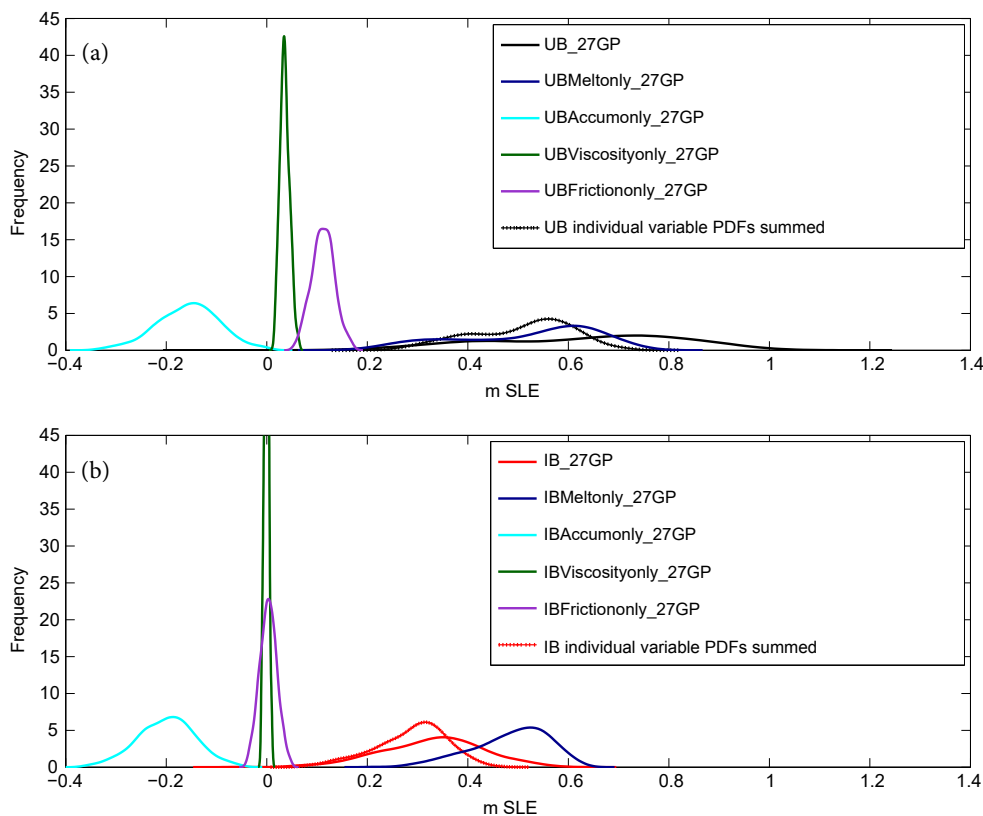 (a)
45
40
35
30
25
20
15
10
5
0
Frequency
UB_27GP
UBMeltonly_27GP
UBAccumonly_27GP
UBViscosityonly_27GP
UBFrictiononly_27GP
UB individual variable PDFs summed
−0.4 −0.2 0 0.2 0.4 0.6 0.8 1 1.2 1.4
m SLE
(b)
45
40
35
30
25
20
15
10
5
0
Frequency
IB_27GP
IBMeltonly_27GP
IBAccumonly_27GP
IBViscosityonly_27GP
IBFrictiononly_27GP
IB individual variable PDFs summed
−0.4 −0.2 0 0.2 0.4 0.6 0.8 1 1.2 1.4
m SLE